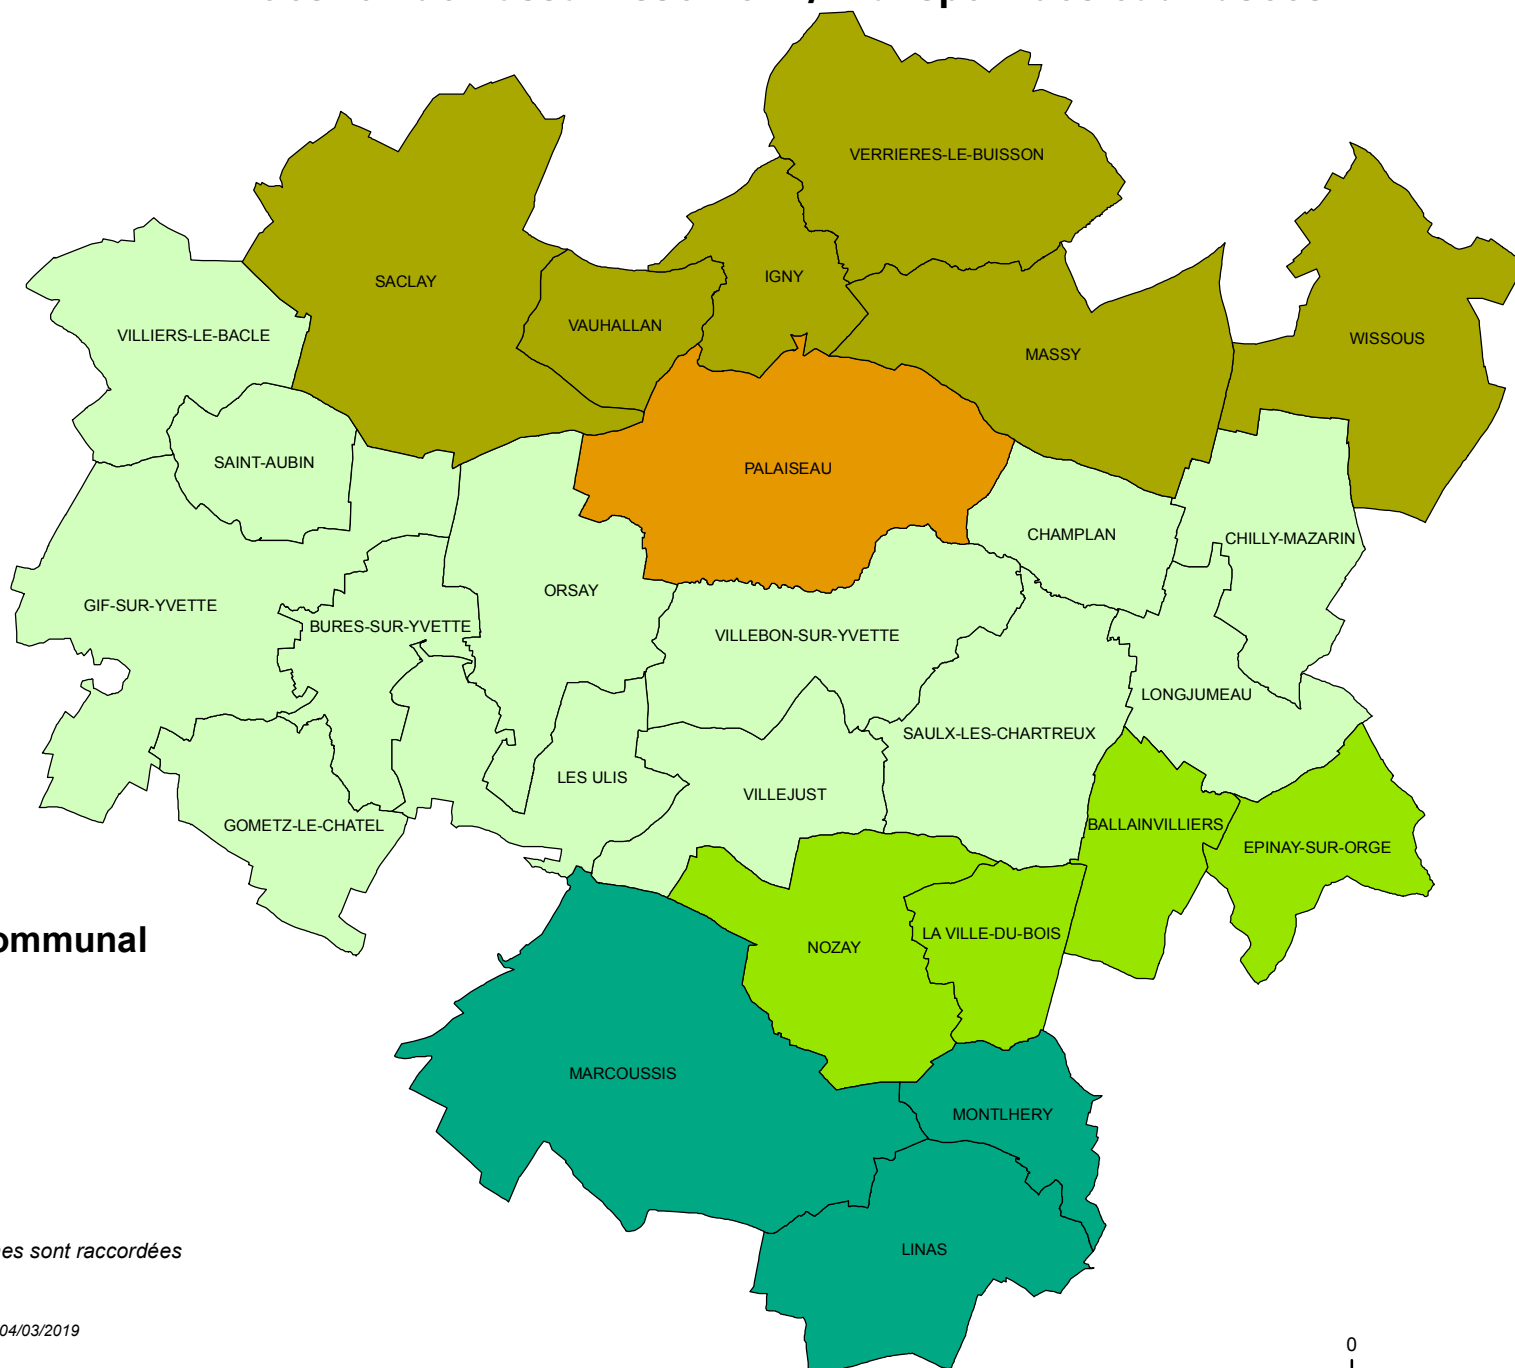 VERRIERES-LE-BUISSON
SACLAY
IGNY
VAUHALLAN
VILLIERS-LE-BACLE
MASSY
WISSOUS
SAINT-AUBIN
PALAISEAU
CHAMPLAN
CHILLY-MAZARIN
ORSAY
GIF-SUR-YVETTE
BURES-SUR-YVETTE
VILLEBON-SUR-YVETTE
LONGJUMEAU
SAULX-LES-CHARTREUX
LES ULIS
VILLEJUST
GOMETZ-LE-CHATEL
BALLAINVILLIERS
EPINAY-SUR-ORGE
LA VILLE-DU-BOIS
NOZAY
ommunal
MARCOUSSIS
MONTLHERY
LINAS
es sont raccordées
04/03/2019
0